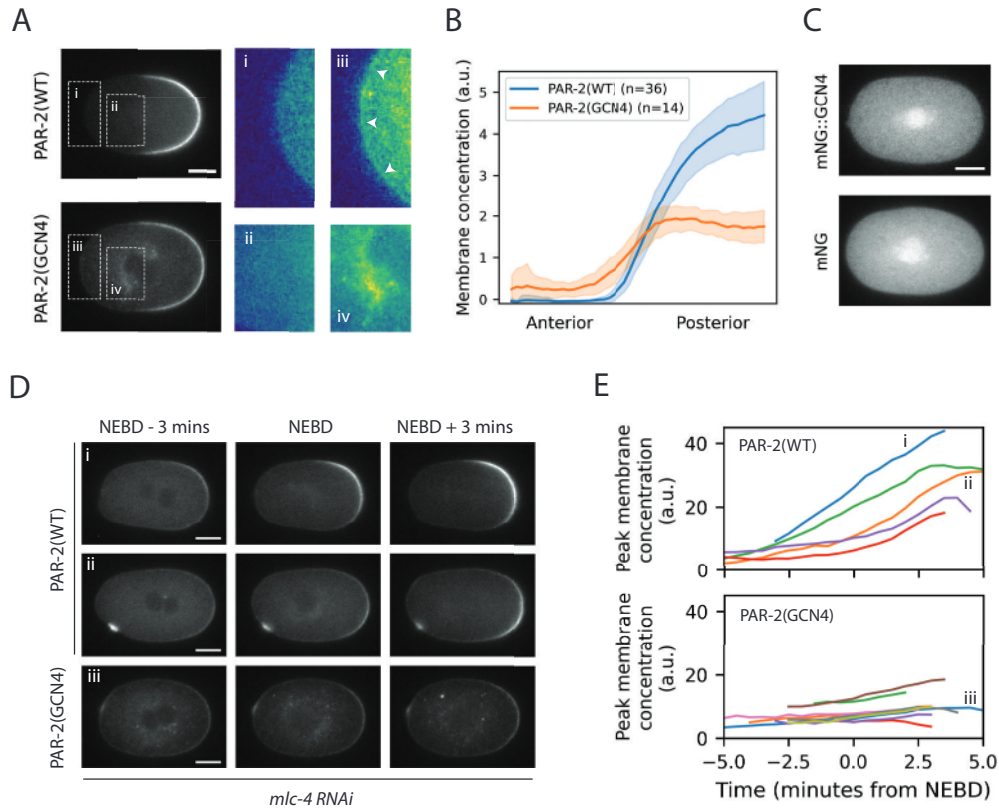 A
PAR-2(WT)
i
ii
PAR-2(GCN4)
iii
iv
i
iii
ii
iv
B
Membrane concentration (a.u.)
5
4
3
2
1
0
PAR-2(WT) (n=36)
PAR-2(GCN4) (n=14)
Anterior
Posterior
C
mNG::GCN4
mNG
D
NEBD - 3 mins
NEBD
NEBD + 3 mins
PAR-2(WT)
i
ii
PAR-2(GCN4)
iii
mlc-4 RNAi
E
Peak membrane
concentration
(a.u.)
40
20
0
PAR-2(WT)
i
ii
Peak membrane
concentration
(a.u.)
40
20
0
PAR-2(GCN4)
iii
−5.0
−2.5
0.0
2.5
5.0
Time (minutes from NEBD)